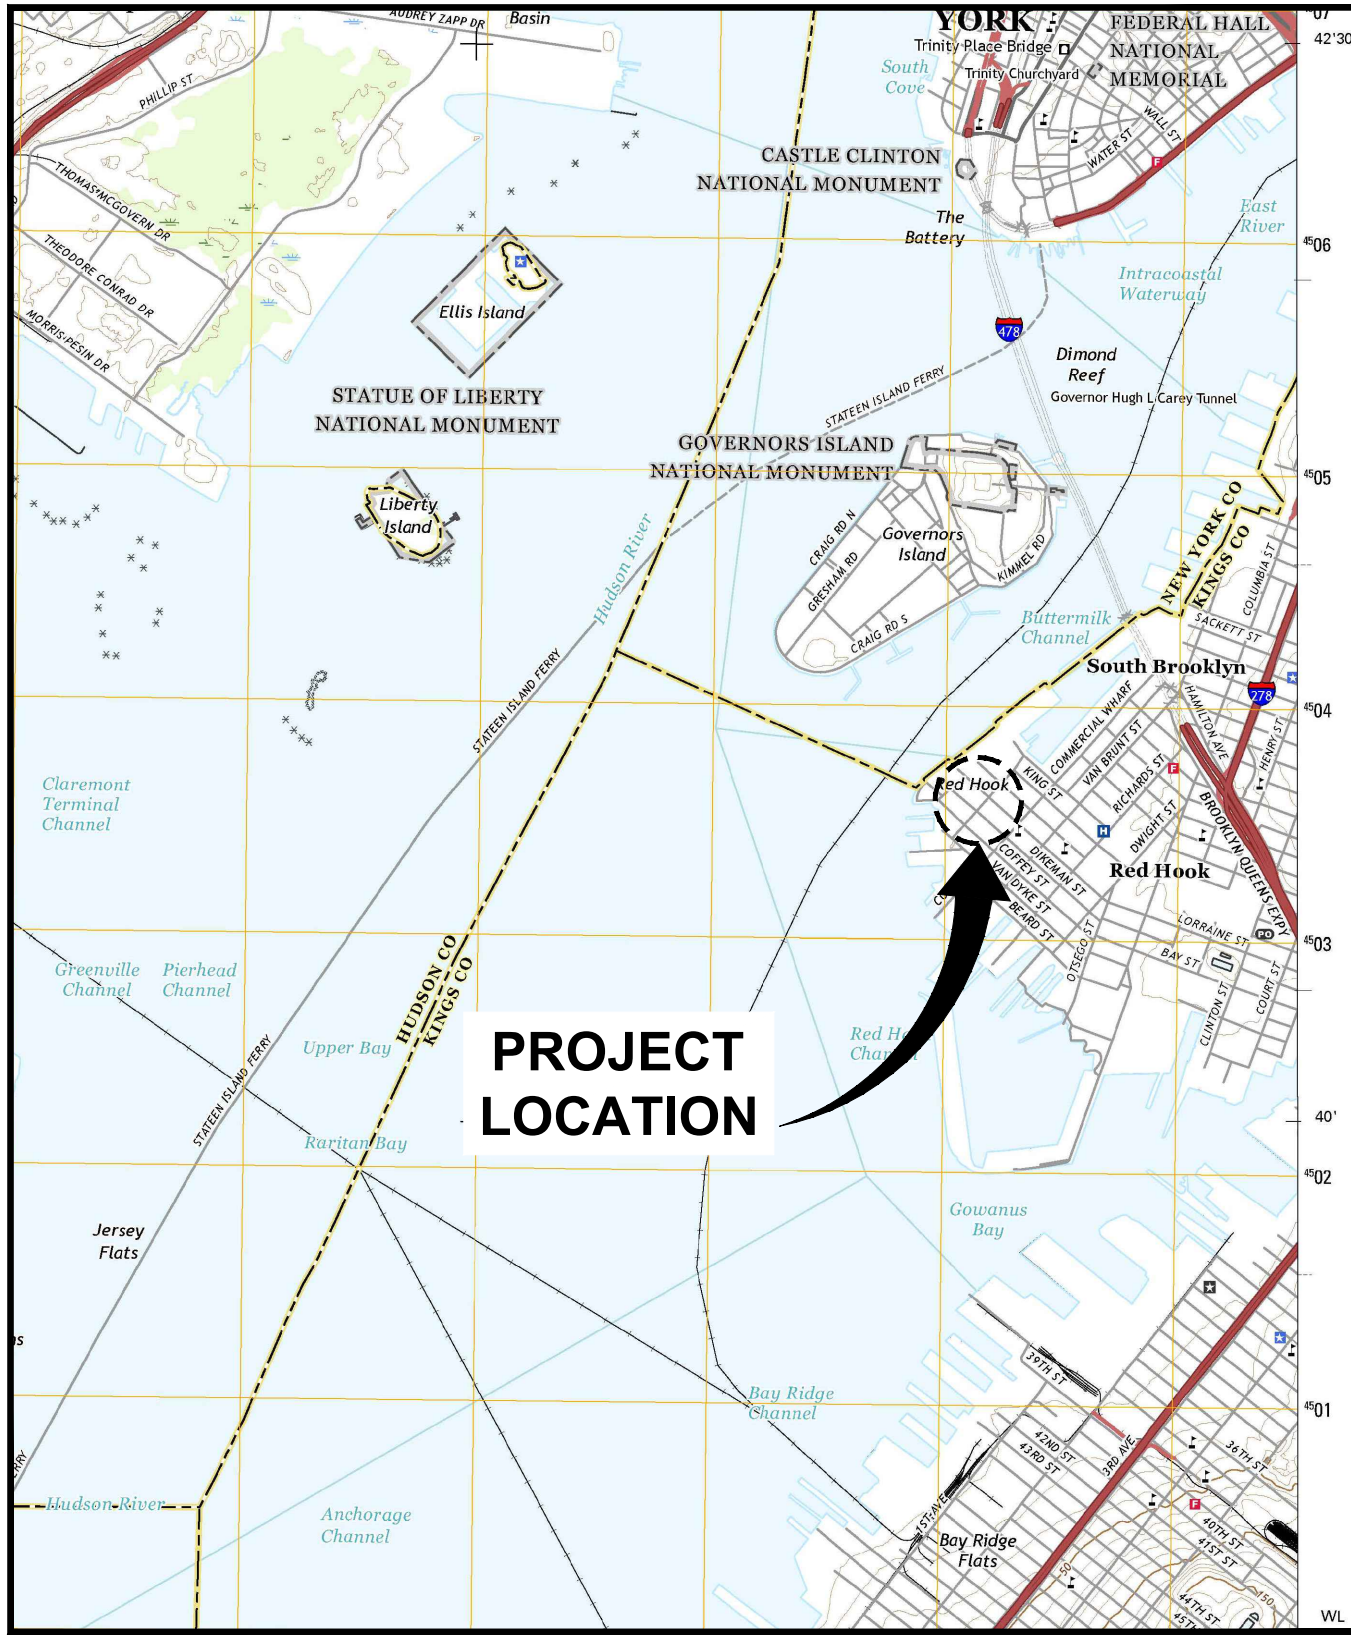 AUDREY ZAPP DR
Basin
YORK
Trinity Place Bridge
Trinity Churchyard
FEDERAL HALL
NATIONAL
MEMORIAL
07
42'30
South
Cove
PHILLIP ST
WALL ST
WATER ST
F
CASTLE CLINTON
NATIONAL MONUMENT
THOMAS MCGOVERN DR
The
Battery
East
River
4506
THEODORE CONRAD DR
Intracoastal
Waterway
MORRIS PESIN DR
Ellis Island
478
Dimond
Reef
Governor Hugh L Carey Tunnel
STATUE OF LIBERTY
NATIONAL MONUMENT
STATEEN ISLAND FERRY
GOVERNORS ISLAND
NATIONAL MONUMENT
4505
Liberty
Island
Hudson River
CRAIG RD N
GRESHAM RD
Governors
Island
KIMMEL RD
CRAIG RD S
NEW YORK CO
KINGS CO
COLUMBIA ST
SACKETT ST
Buttermilk
Channel
South Brooklyn
278
STATEEN ISLAND FERRY
4504
HAMILTON AVE
HENRY ST
COMMERCIAL WHARF
VAN BRUNT ST
KING ST
RICHARDS ST
F
DWIGHT ST
BROOKLYN QUEENS EXPY
Claremont
Terminal
Channel
ed Hook
H
COFFEY ST
DIKEMAN ST
VAN DYKE ST
BEARD ST
Red Hook
LORRAINE ST
PO
BAY ST
OTSEGO ST
CLINTON ST
COURT ST
4503
Greenville
Channel
Pierhead
Channel
HUDSON CO
KINGS CO
Upper Bay
PROJECT
LOCATION
Red H
Cha
STATEEN ISLAND FERRY
Raritan Bay
40'
4502
Jersey
Flats
Gowanus
Bay
39TH ST
Bay Ridge
Channel
4501
42ND ST
43RD ST
3RD AVE
36TH ST
Hudson River
Anchorage
Channel
1ST AVE
F
40TH ST
41ST ST
Bay Ridge
Flats
50
150
44TH ST
45TH
WL